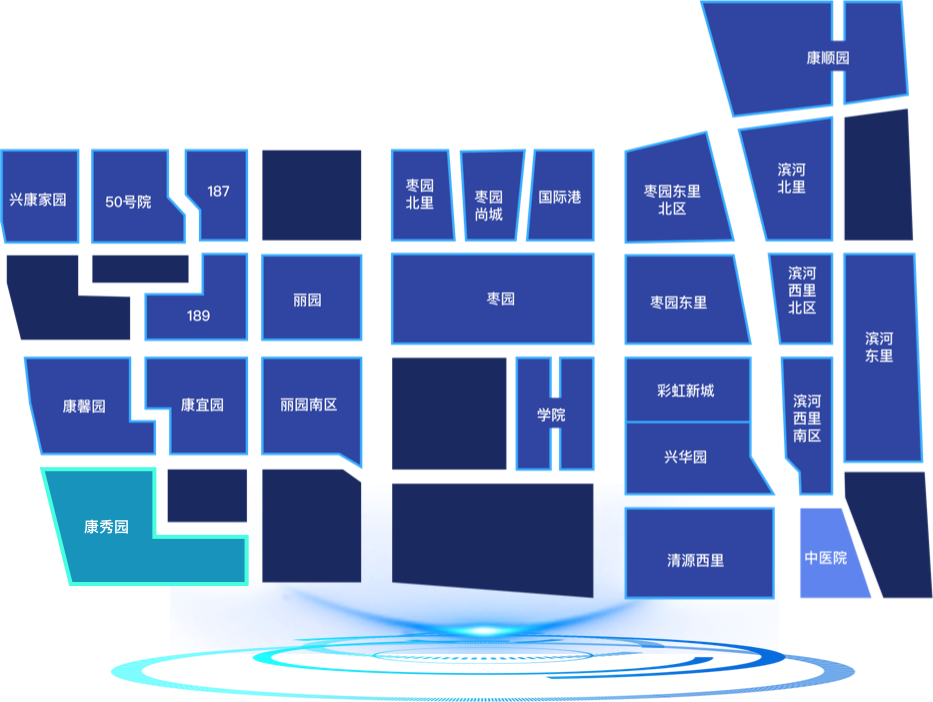 康顺园
兴康家园
50号院
187
枣园
北里
枣园
尚城
国际港
枣园东里
北区
滨河
北里
189
丽园
枣园
枣园东里
滨河
西里
北区
滨河
东里
康馨园
康宜园
丽园南区
学院
彩虹新城
兴华园
滨河
西里
南区
康秀园
清源西里
中医院